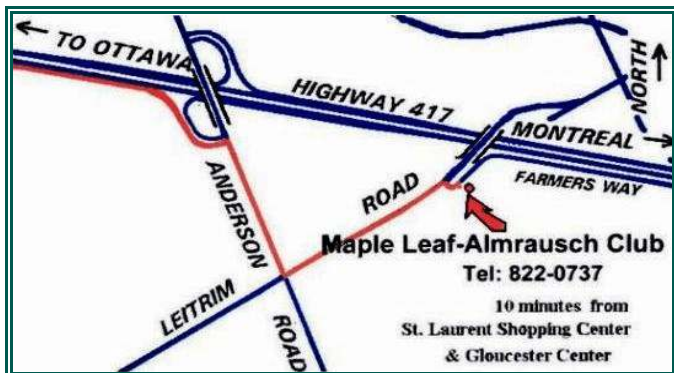 TO OTTAWA
HIGHWAY 417
NORTH
MONTREAL
FARMERS WAY
ANDERSON
ROAD
ROAD
LEITRIM
Maple Leaf-Almrausch Club
Tel: 822-0737
10 minutes from
St. Laurent Shopping Center
& Gloucester Center
ROAD